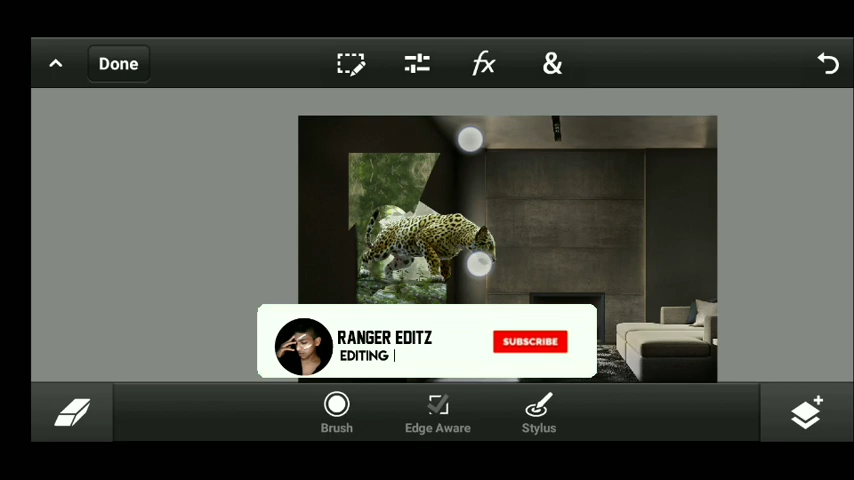 Done
fx
&
RANGER EDITZ
EDITING
SUBSCRIBE
Brush
Edge Aware
Stylus